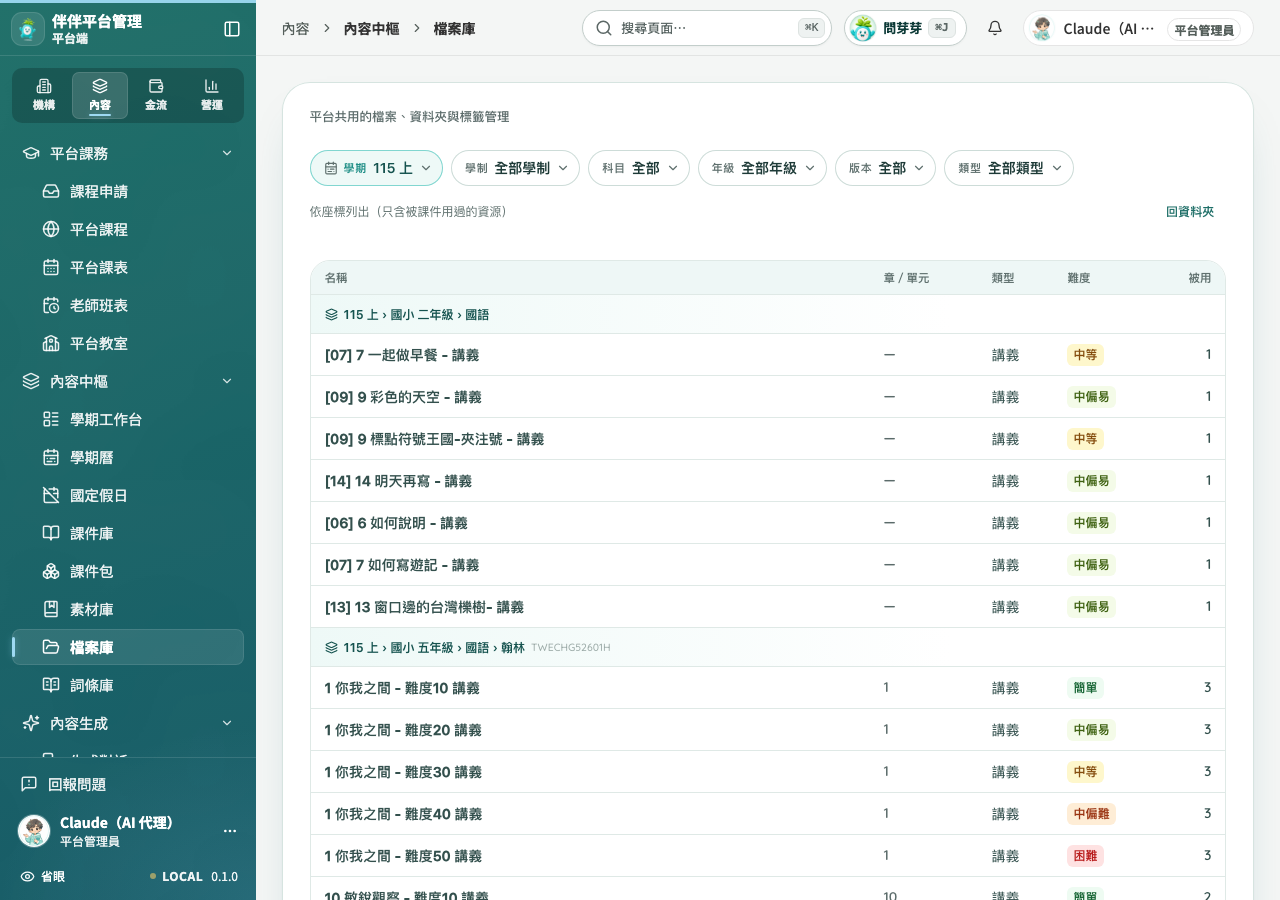 伴伴平台管理
平台端
機構 內容 金流 營運
平台課務
課程申請
平台課程
平台課表
老師班表
平台教室
內容中樞
學期工作台
學期曆
國定假日
課件庫
課件包
素材庫
檔案庫
詞條庫
內容生成
回報問題
Claude（AI 代理）
平台管理員
省眼 LOCAL 0.1.0
內容 內容中樞 檔案庫
搜尋頁面… ⌘K
問芽芽 ⌘J
Claude（AI … 平台管理員
平台共用的檔案、資料夾與標籤管理
學期 115 上 學制 全部學制 科目 全部 年級 全部年級 版本 全部 類型 全部類型
依座標列出（只含被課件用過的資源） 回資料夾
名稱 章 / 單元 類型 難度 被用
115 上 › 國小 二年級 › 國語
[07] 7 一起做早餐 - 講義 — 講義 中等 1
[09] 9 彩色的天空 - 講義 — 講義 中偏易 1
[09] 9 標點符號王國-夾注號 - 講義 — 講義 中等 1
[14] 14 明天再寫 - 講義 — 講義 中偏易 1
[06] 6 如何說明 - 講義 — 講義 中偏易 1
[07] 7 如何寫遊記 - 講義 — 講義 中偏易 1
[13] 13 窗口邊的台灣欒樹- 講義 — 講義 中偏易 1
115 上 › 國小 五年級 › 國語 › 翰林 TWECHG52601H
1 你我之間 - 難度10 講義 1 講義 簡單 3
1 你我之間 - 難度20 講義 1 講義 中偏易 3
1 你我之間 - 難度30 講義 1 講義 中等 3
1 你我之間 - 難度40 講義 1 講義 中偏難 3
1 你我之間 - 難度50 講義 1 講義 困難 3
10 敏銳觀察 - 難度10 講義 10 講義 簡單 2